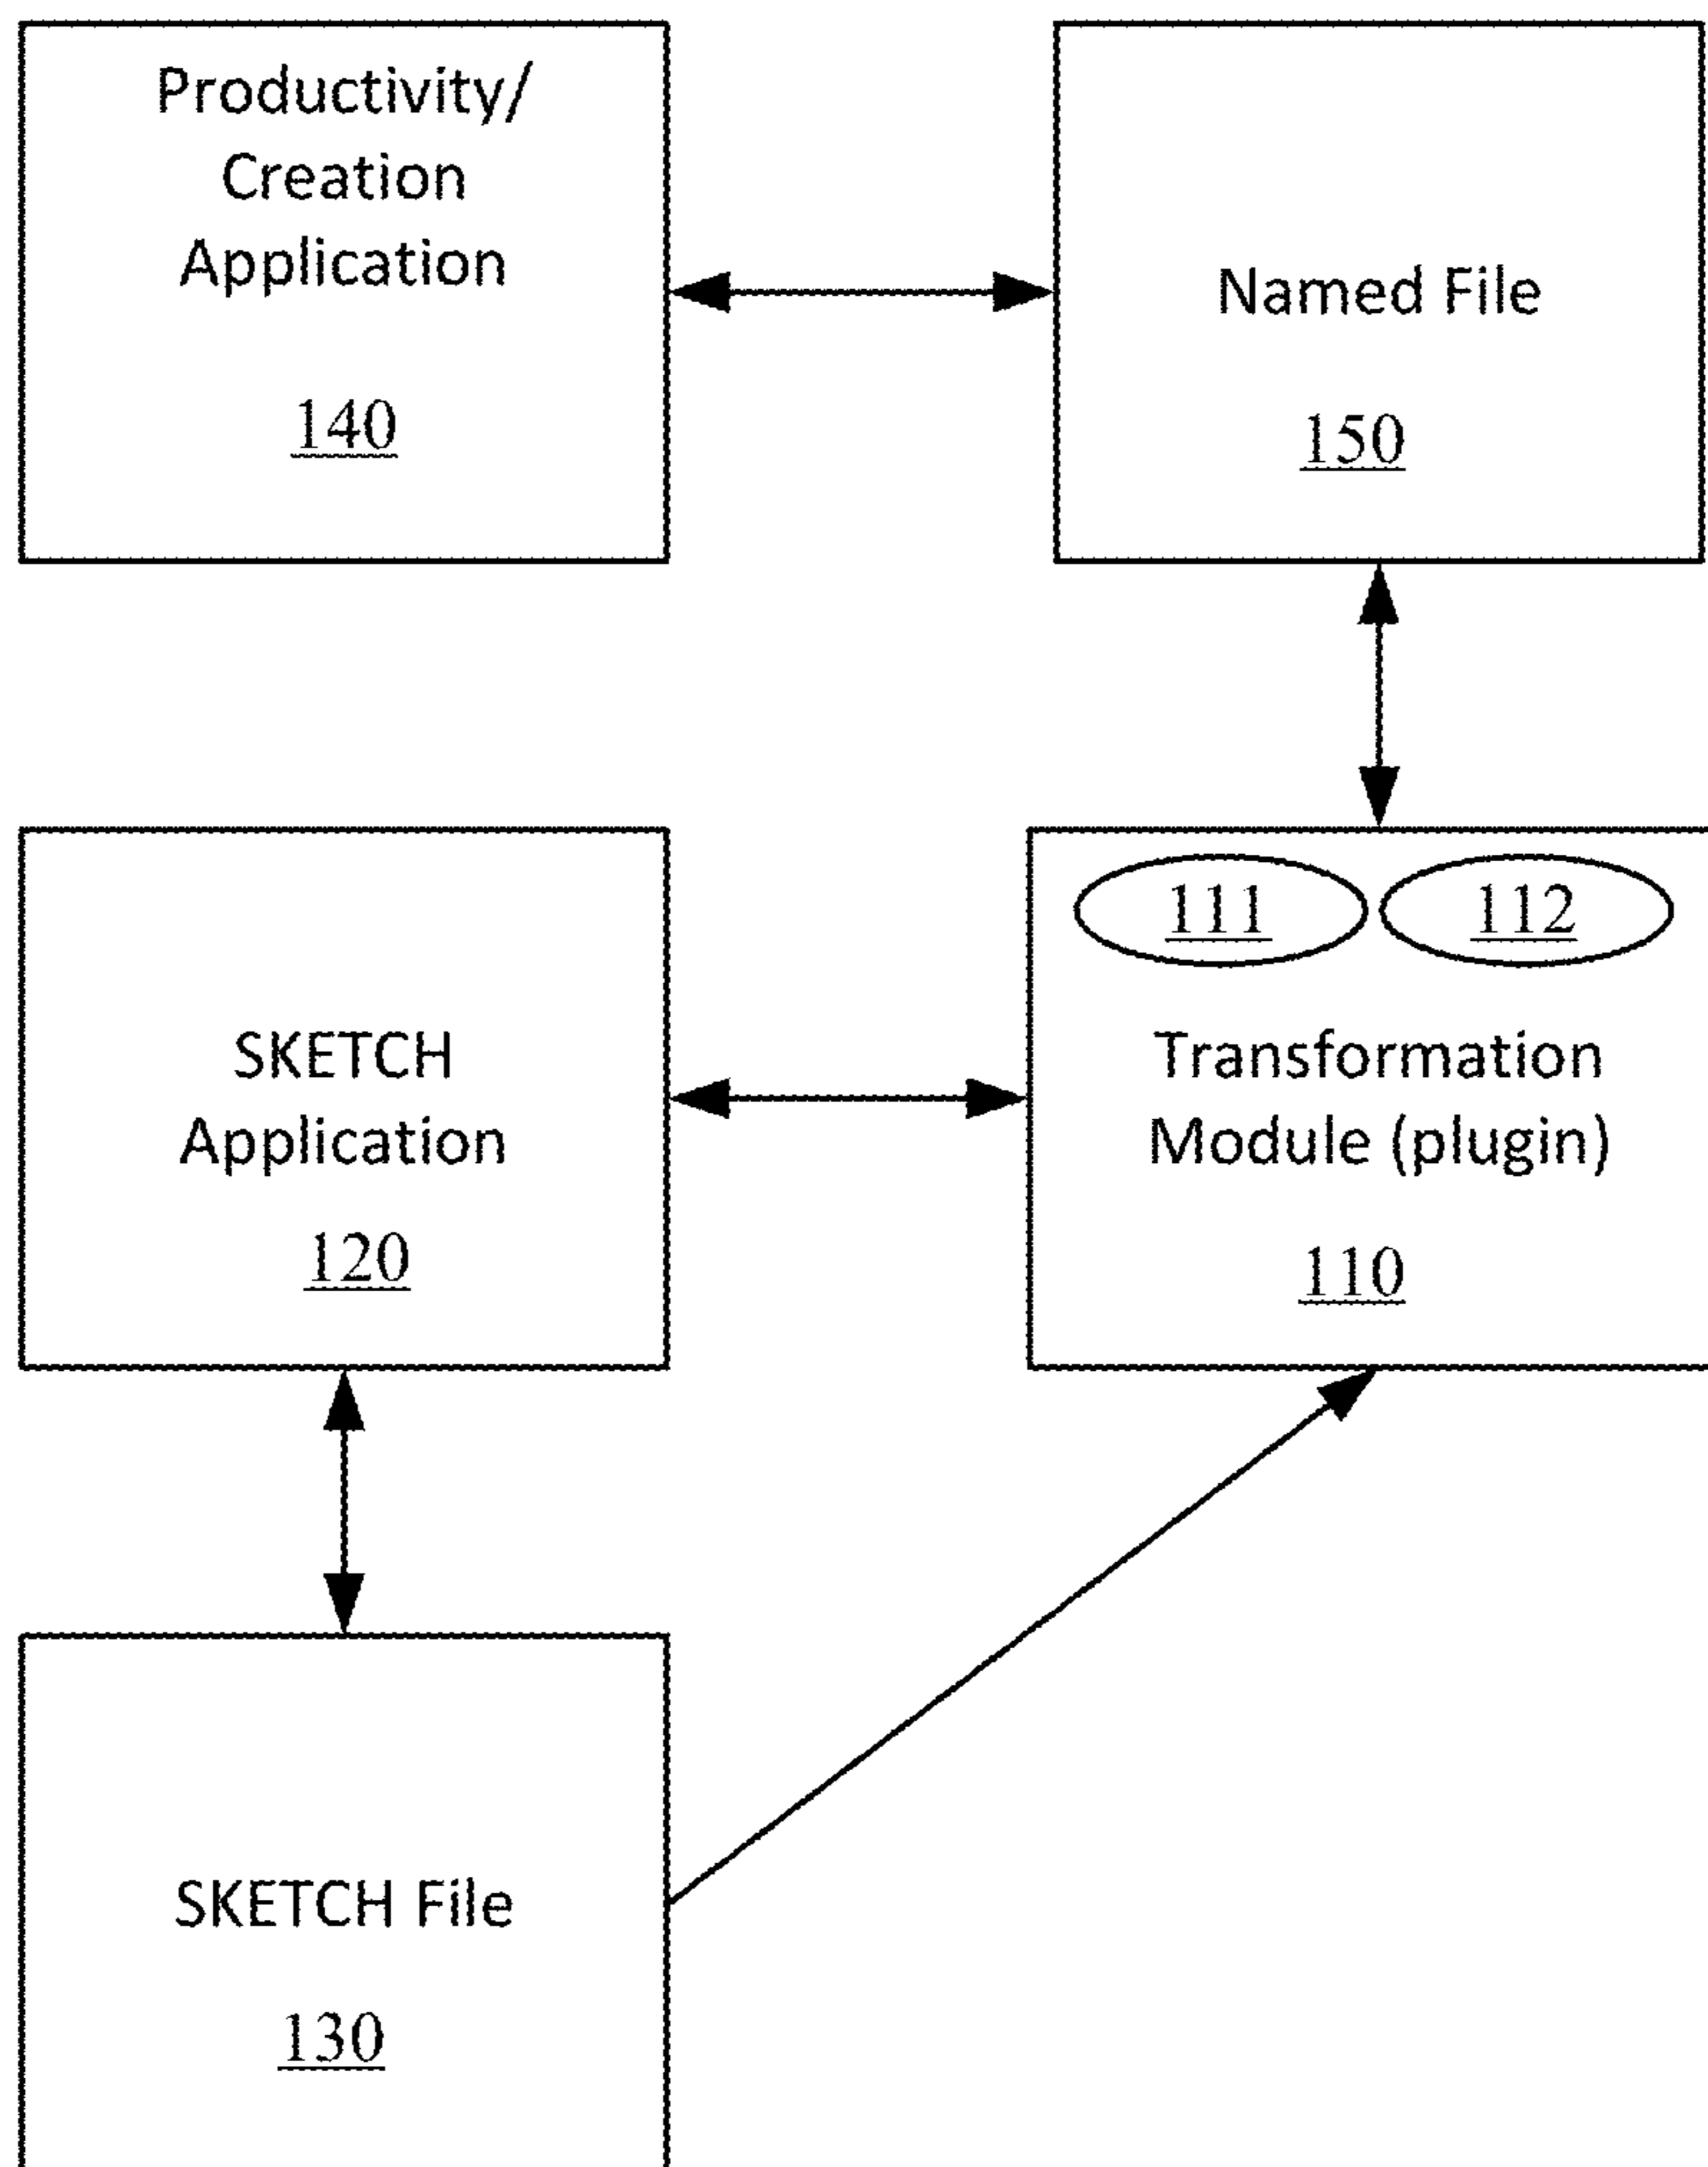 Productivity/
Creation
Application
140
Named File
150
SKETCH
Application
120
111
112
Transformation
Module (plugin)
110
SKETCH File
130